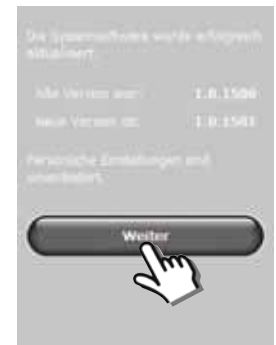 Die Systemsoftware wurde erfolgreich
aktualisiert.
Alte Version war: 1.0.1500
Neue Version ist: 1.0.1503
Persönliche Einstellungen sind
unverändert.
Weiter